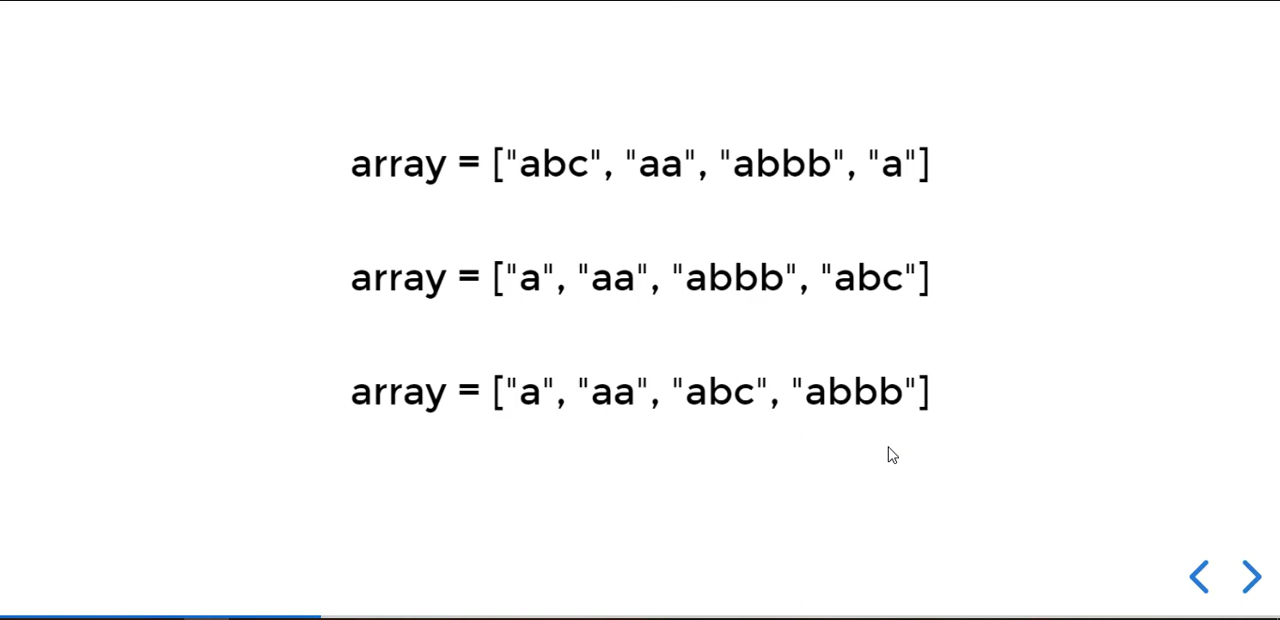 array = ["abc", "aa", "abbb", "a"]
array = ["a", "aa", "abbb", "abc"]
array = ["a", "aa", "abc", "abbb"]